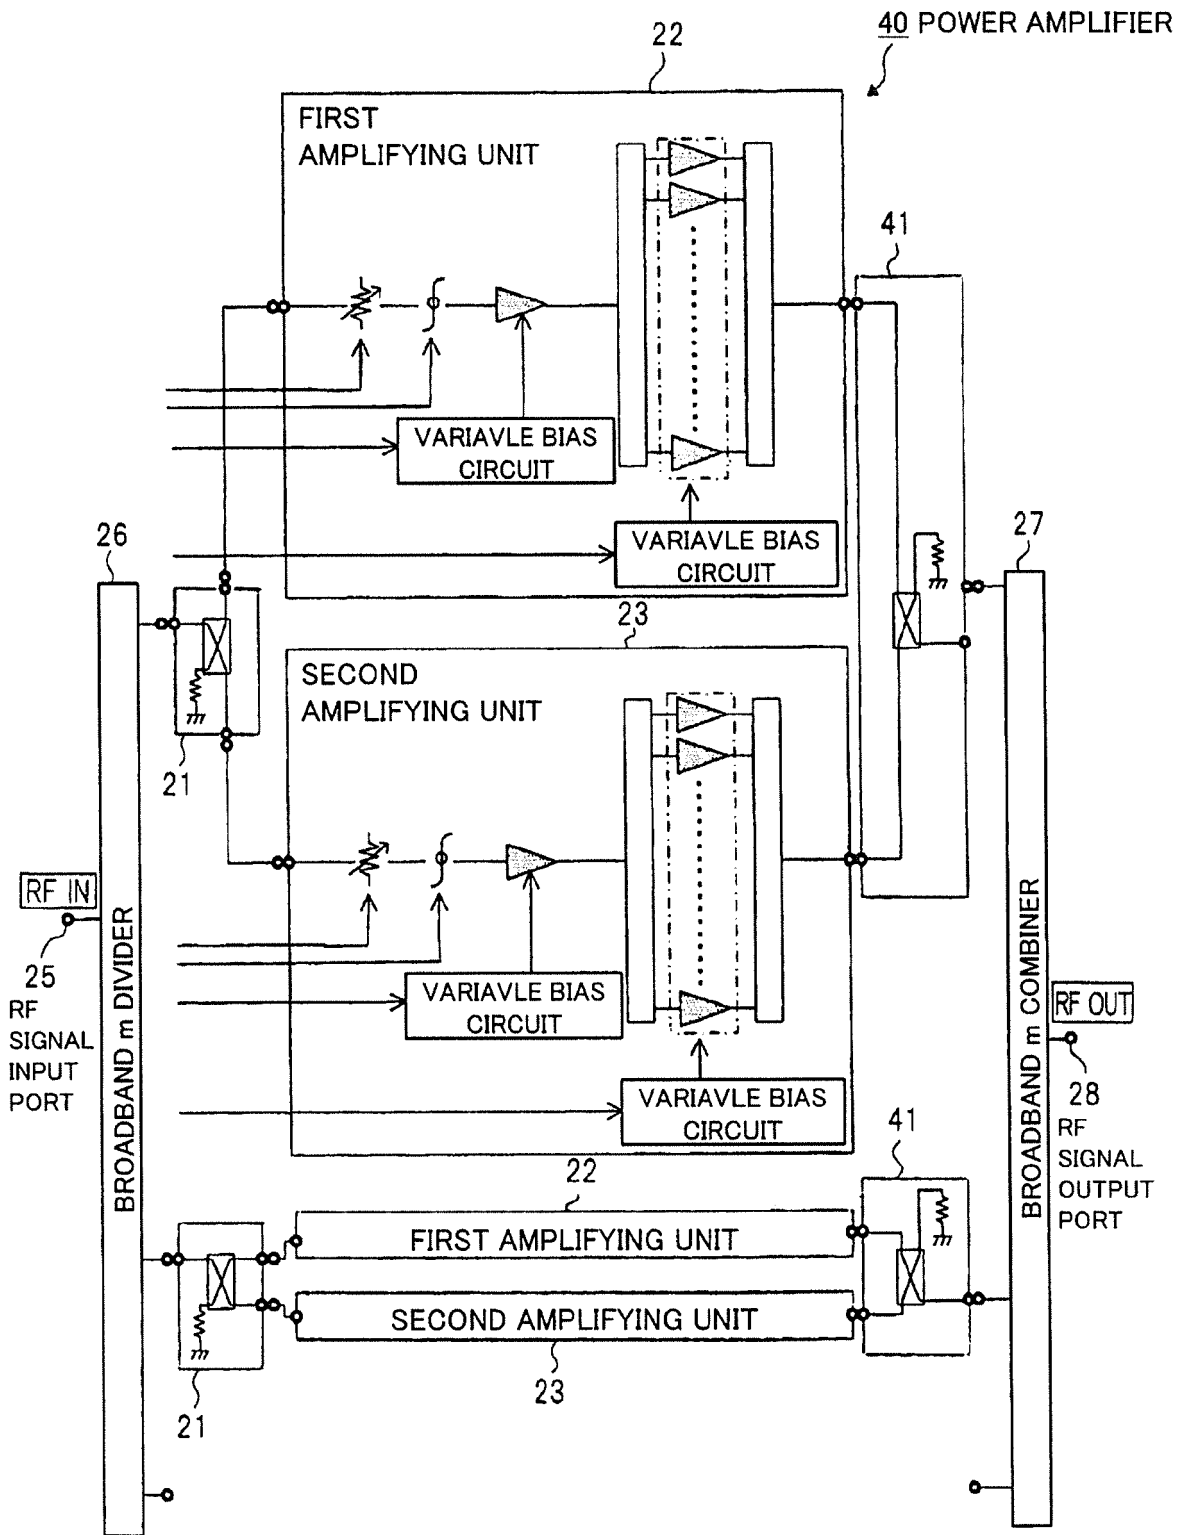 40 POWER AMPLIFIER
22
FIRST
AMPLIFYING UNIT
41
VARIAVLE BIAS
CIRCUIT
VARIAVLE BIAS
CIRCUIT
26
27
23
SECOND
AMPLIFYING UNIT
21
RF IN
25
RF
SIGNAL
INPUT
PORT
BROADBAND m DIVIDER
VARIAVLE BIAS
CIRCUIT
VARIAVLE BIAS
CIRCUIT
BROADBAND m COMBINER
RF OUT
28
RF
SIGNAL
OUTPUT
PORT
22
41
FIRST AMPLIFYING UNIT
SECOND AMPLIFYING UNIT
21
23